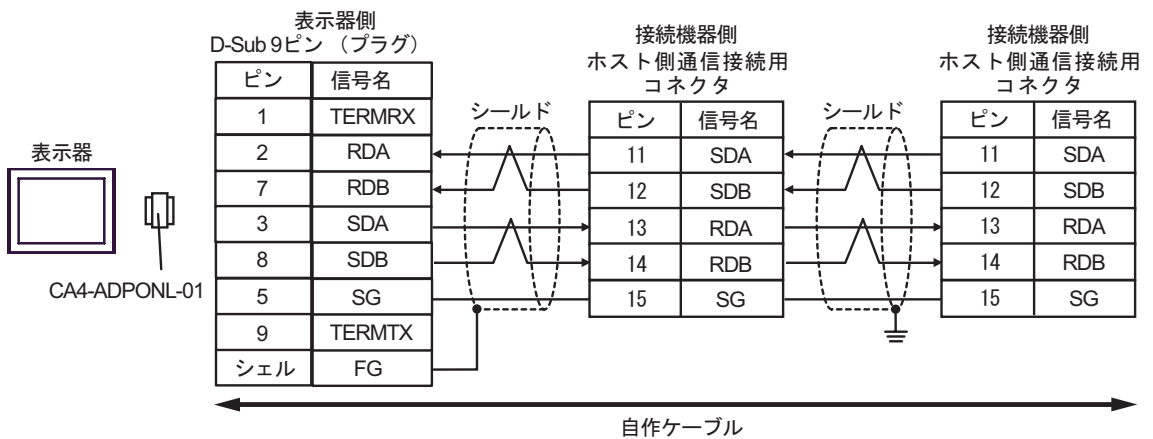 表示器側
D-Sub 9ピン （プラグ）
ピン 信号名
1 TERMRX
2 RDA
7 RDB
3 SDA
8 SDB
5 SG
9 TERMTX
シェル FG
表示器
CA4-ADPONL-01
シールド
接続機器側
ホスト側通信接続用
コネクタ
ピン 信号名
11 SDA
12 SDB
13 RDA
14 RDB
15 SG
シールド
接続機器側
ホスト側通信接続用
コネクタ
ピン 信号名
11 SDA
12 SDB
13 RDA
14 RDB
15 SG
自作ケーブル